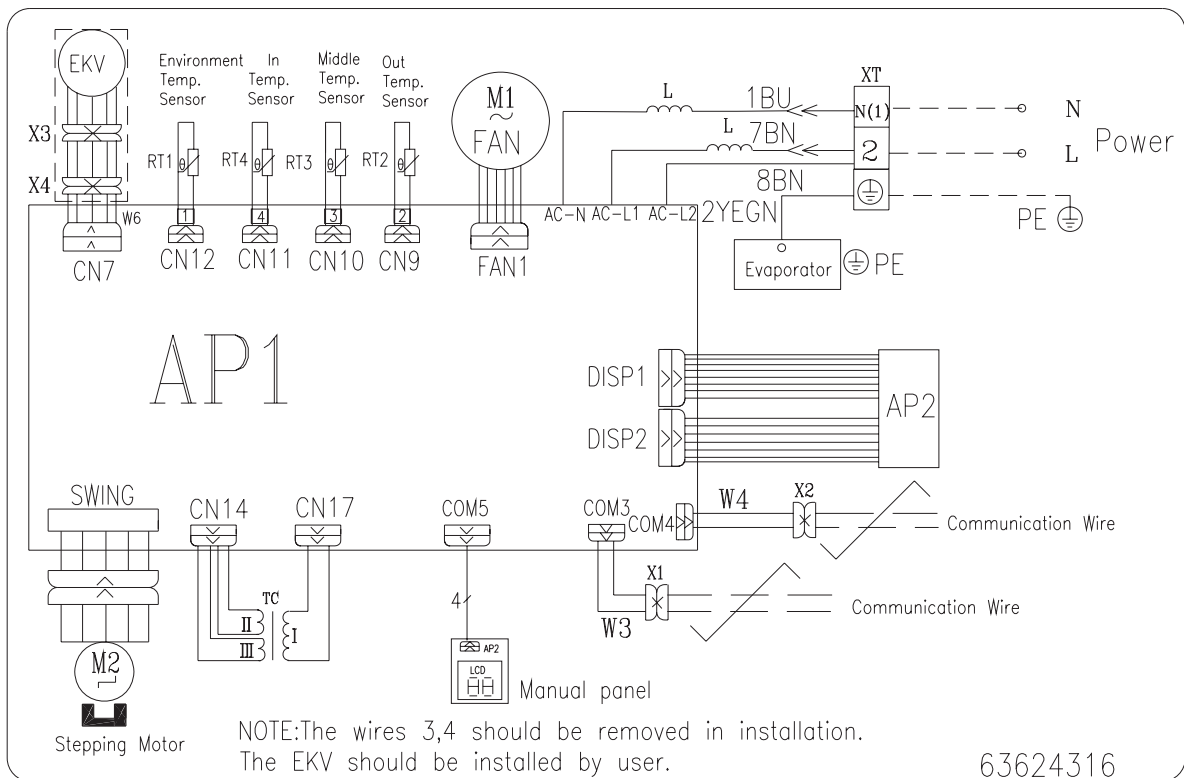 EKV
X3
X4
W6
CN7
Environment
Temp.
Sensor
RT1
θ
1
CN12
In
Temp.
Sensor
RT4
θ
4
CN11
Middle
Temp.
Sensor
RT3
θ
3
CN10
Out
Temp.
Sensor
RT2
θ
2
CN9
M1
~
FAN
FAN1
L
1BU
L
7BN
8BN
AC-N AC-L1 AC-L2
2YEGN
XT
N(1)
2
N
L
Power
PE
Evaporator
PE
AP1
DISP1
DISP2
AP2
SWING
M2
Stepping Motor
CN14
CN17
TC
II
III
I
COM5
4
AP2
LCD
88
Manual panel
COM3
COM4
W4
X2
Communication Wire
X1
W3
Communication Wire
NOTE:The wires 3,4 should be removed in installation.
The EKV should be installed by user.
63624316